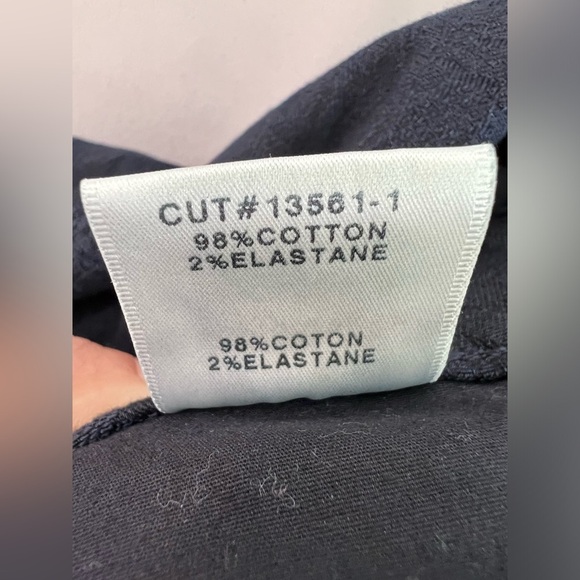 CUT#13561-1
98%COTTON
2%ELASTANE
98%COTON
2%ELASTANE